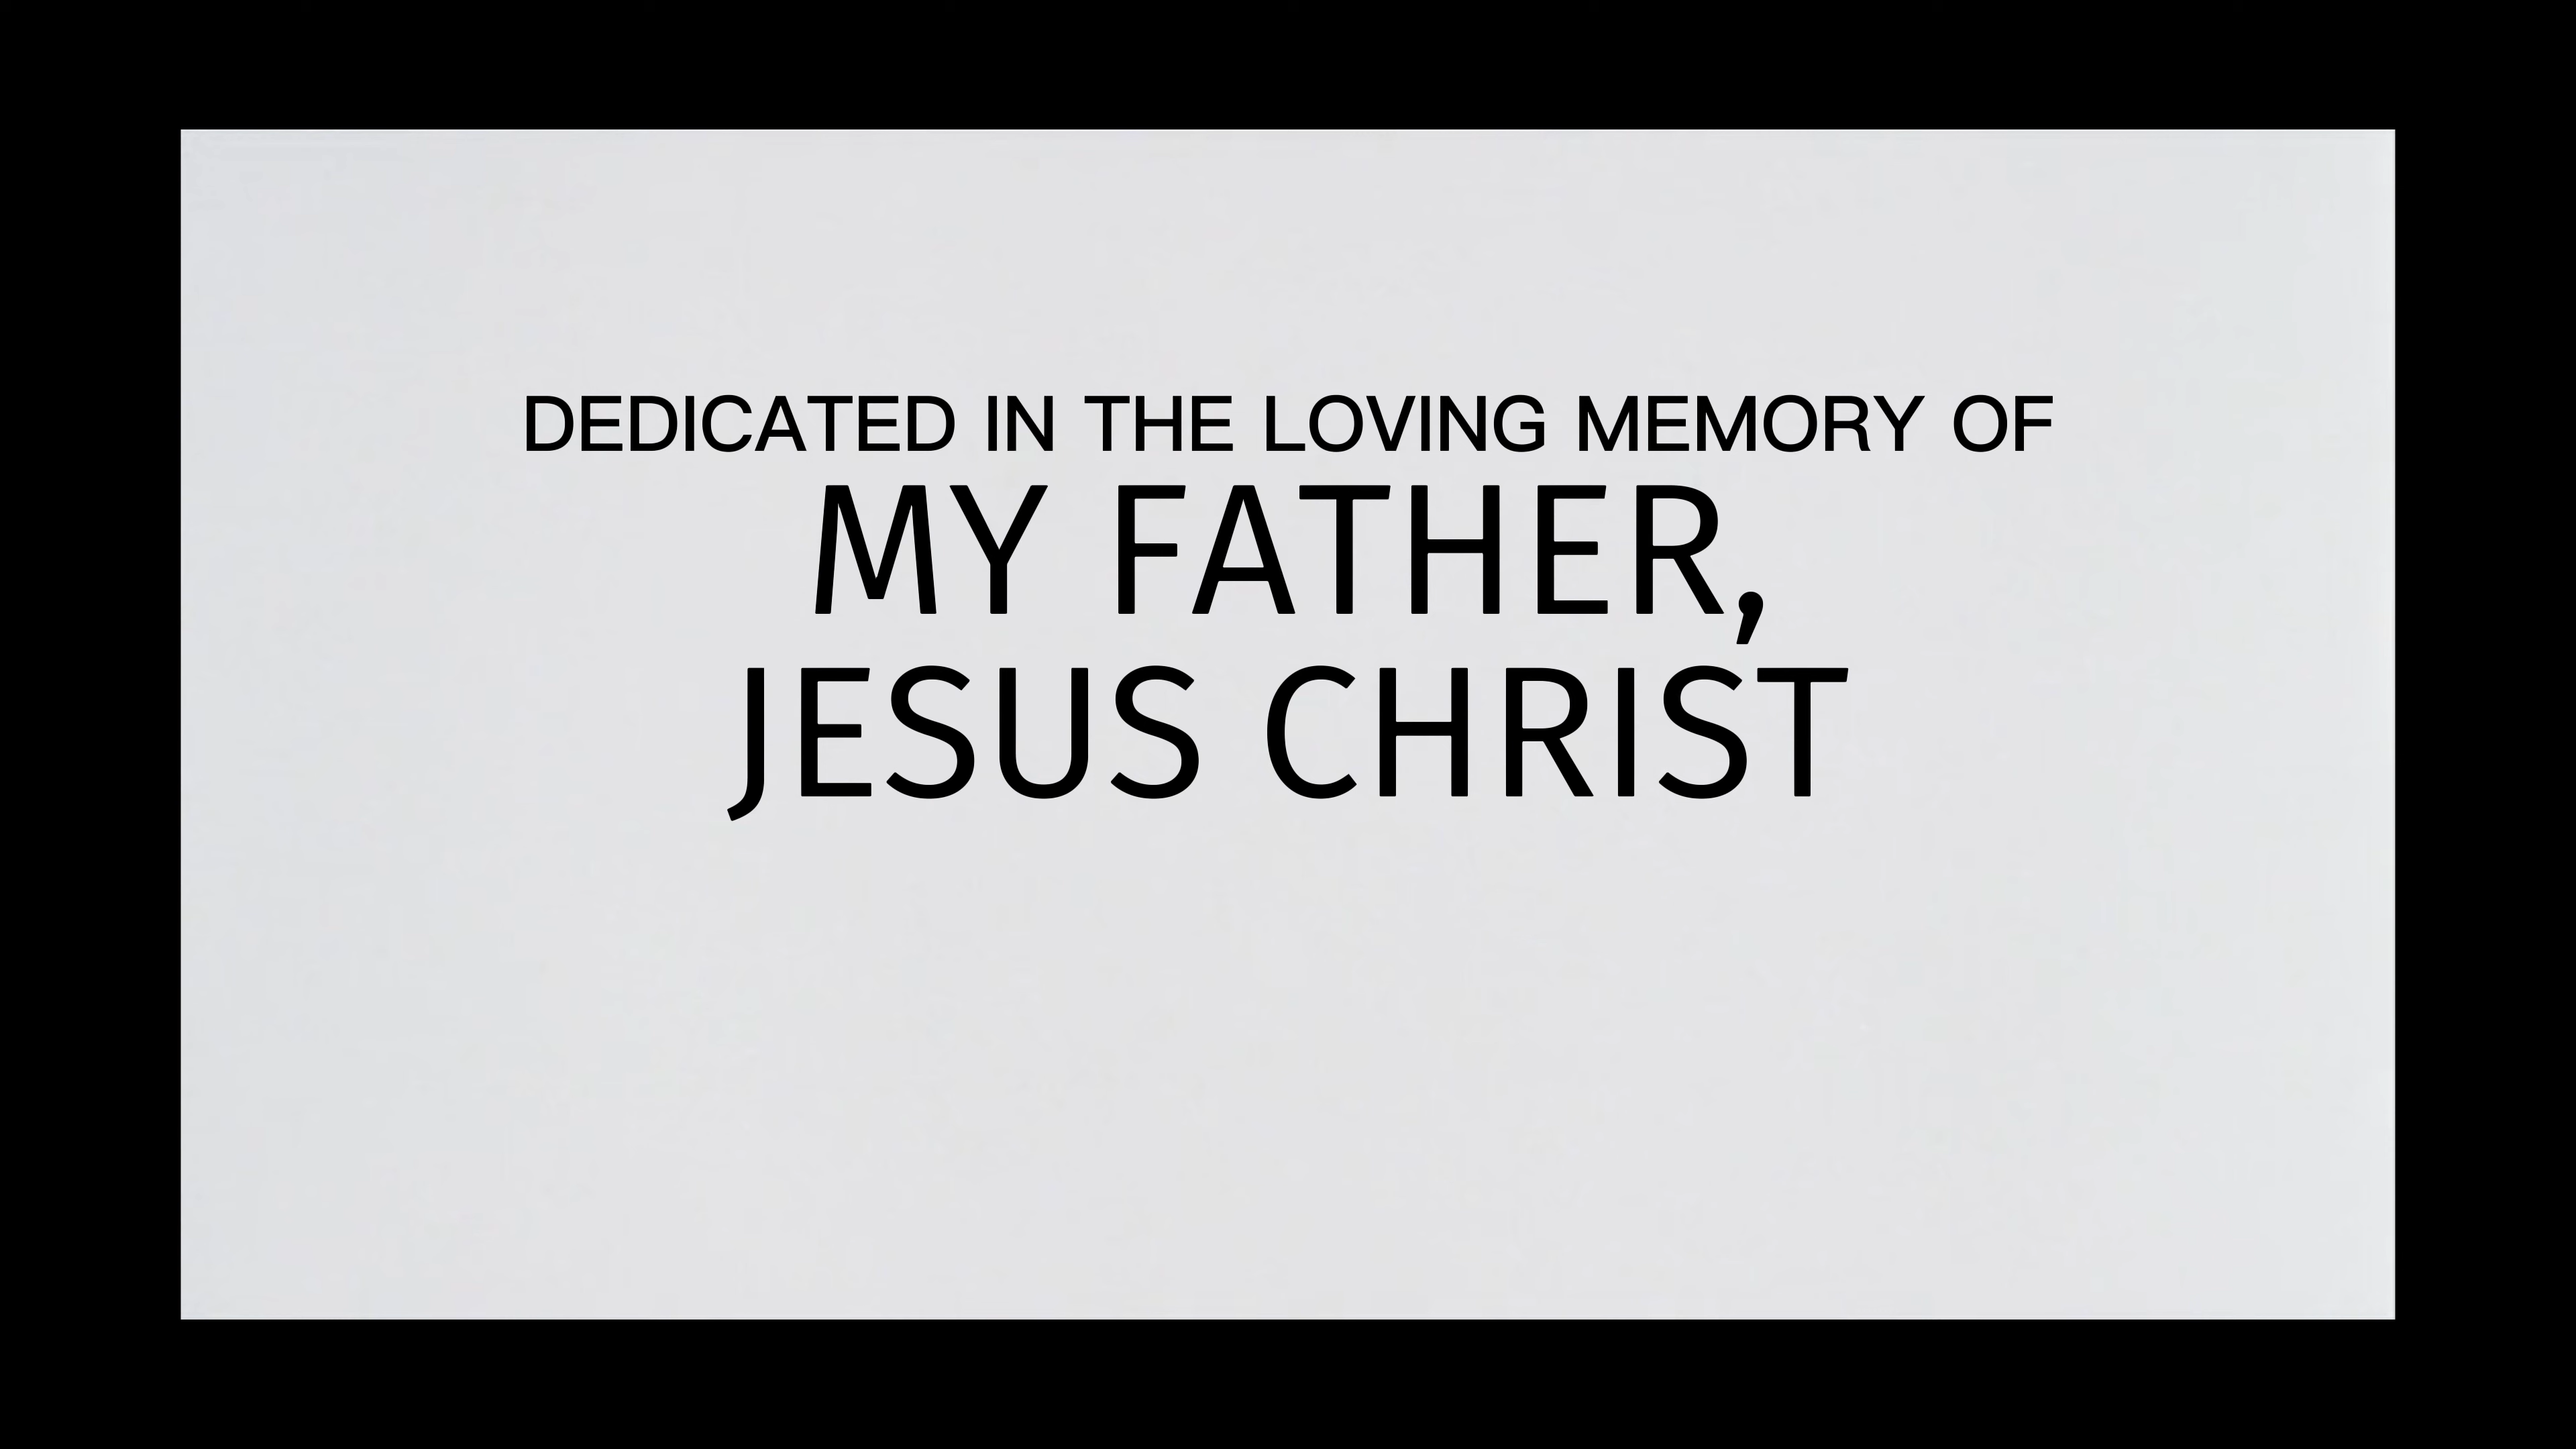 DEDICATED IN THE LOVING MEMORY OF
MY FATHER,
JESUS CHRIST